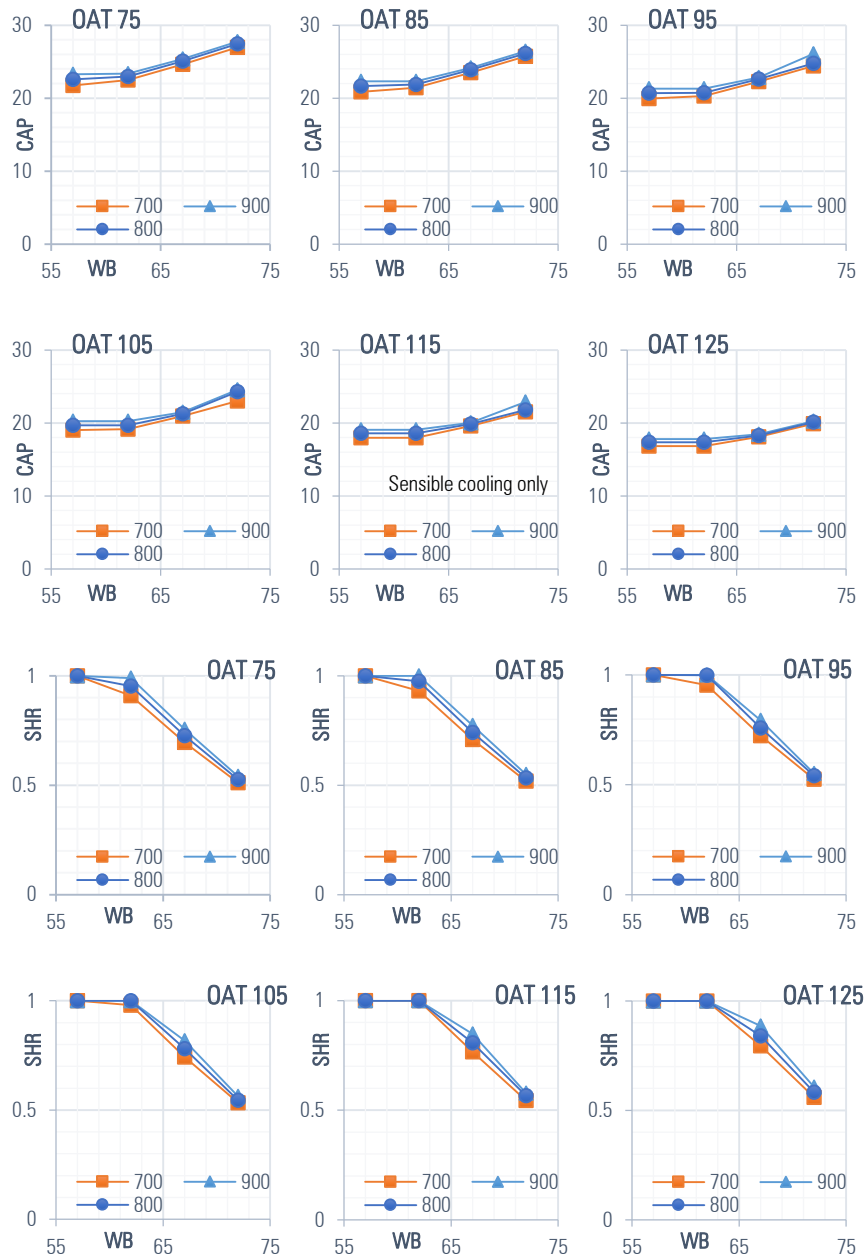 OAT 75 OAT 85 OAT 95
30 30 30
20 20 20
CAP CAP CAP
10 10 10
700 900 700 900 700 900
800 800 800
0 0 0
55 WB 65 75 55 WB 65 75 55 WB 65 75
OAT 105 OAT 115 OAT 125
30 30 30
20 20 20
CAP CAP CAP
Sensible cooling only
10 10 10
700 900 700 900 700 900
800 800 800
0 0 0
55 WB 65 75 55 WB 65 75 55 WB 65 75
OAT 75 OAT 85 OAT 95
1 1 1
SHR SHR SHR
0.5 0.5 0.5
700 900 700 900 700 900
800 800 800
0 0 0
55 WB 65 75 55 WB 65 75 55 WB 65 75
OAT 105 OAT 115 OAT 125
1 1 1
SHR SHR SHR
0.5 0.5 0.5
700 900 700 900 700 900
800 800 800
0 0 0
55 WB 65 75 55 WB 65 75 55 WB 65 75